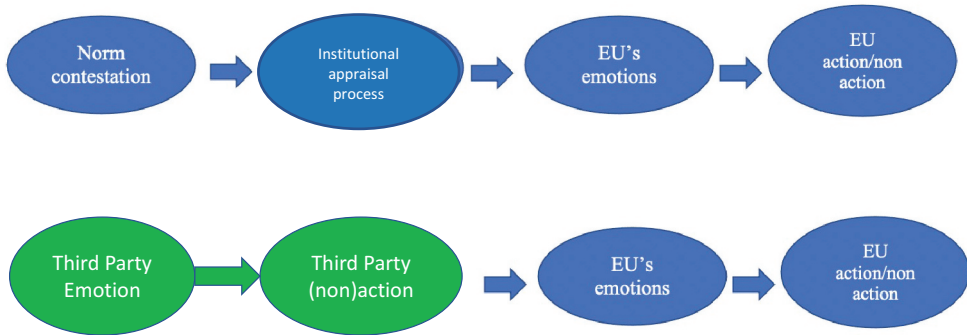 Norm
contestation
Institutional
appraisal
process
EU's
emotions
EU
action/non
action
Third Party
Emotion
Third Party
(non)action
EU's
emotions
EU
action/non
action